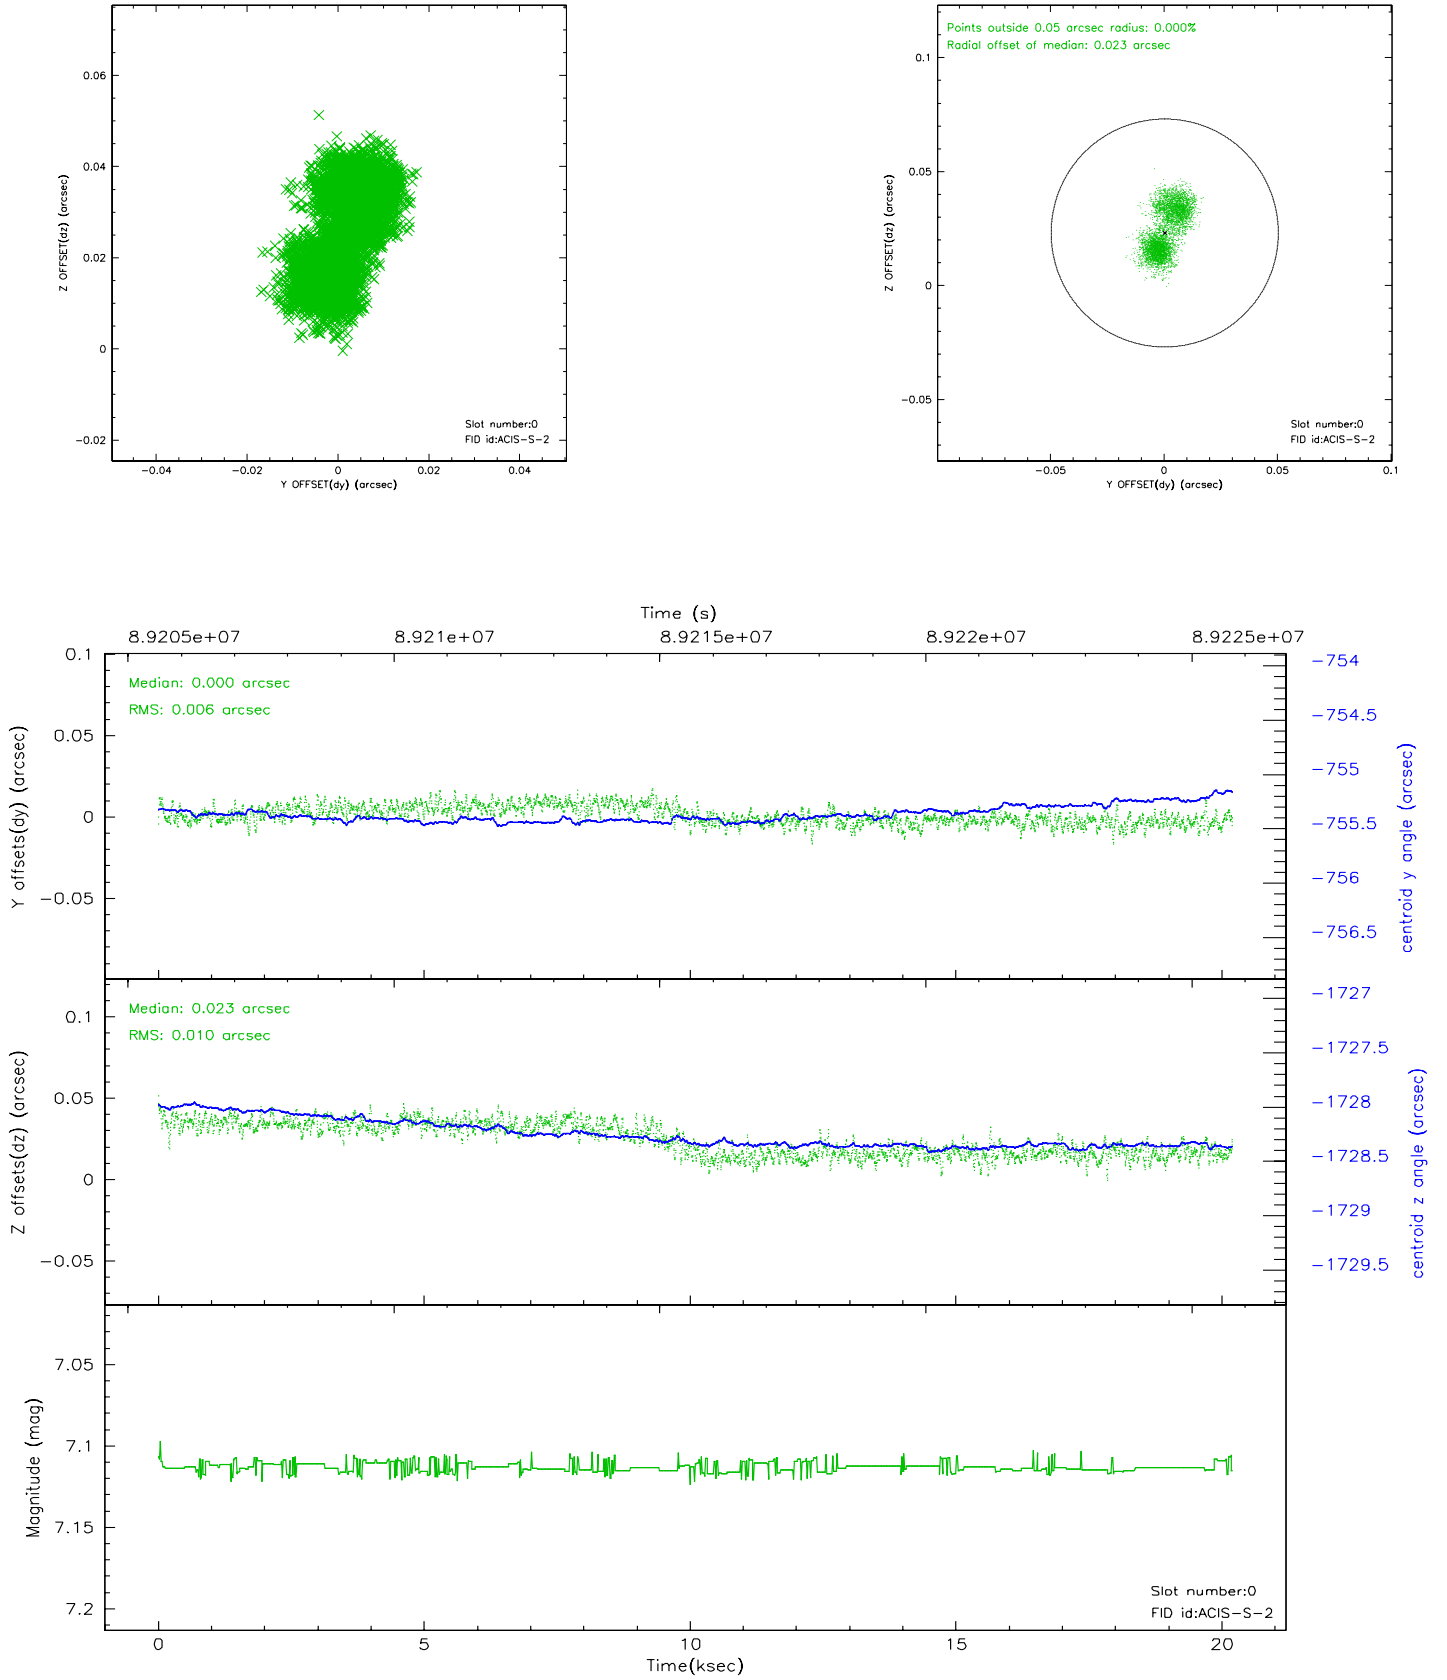 0.06
0.04
0.02
0
−0.02
Z OFFSET(dz) (arcsec)
Slot number:0
FID id:ACIS−S−2
−0.04
−0.02
0
0.02
0.04
Y OFFSET(dy) (arcsec)
Points outside 0.05 arcsec radius: 0.000%
Radial offset of median: 0.023 arcsec
0.1
0.05
0
−0.05
Z OFFSET(dz) (arcsec)
Slot number:0
FID id:ACIS−S−2
−0.05
0
0.05
0.1
Y OFFSET(dy) (arcsec)
Time (s)
8.9205e+07
8.921e+07
8.9215e+07
8.922e+07
8.9225e+07
0.1
0.05
0
−0.05
Y offsets(dy) (arcsec)
Median: 0.000 arcsec
RMS: 0.006 arcsec
−754
−754.5
−755
−755.5
−756
−756.5
centroid y angle (arcsec)
0.1
0.05
0
−0.05
Z offsets(dz) (arcsec)
Median: 0.023 arcsec
RMS: 0.010 arcsec
−1727
−1727.5
−1728
−1728.5
−1729
−1729.5
centroid z angle (arcsec)
7.05
7.1
7.15
7.2
Magnitude (mag)
Slot number:0
FID id:ACIS−S−2
0
5
10
15
20
Time(ksec)